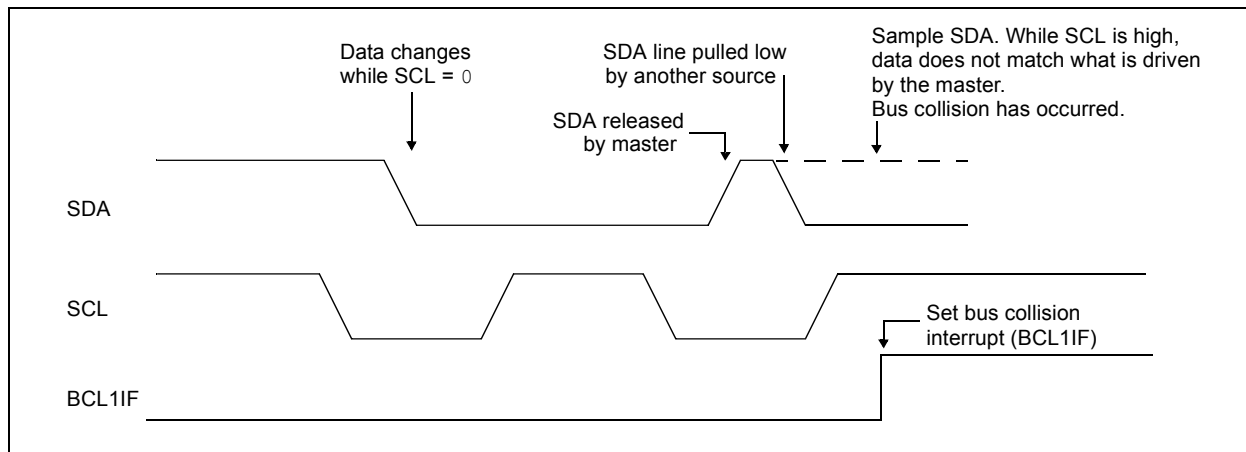 Data changes
while SCL = 0
SDA line pulled low
by another source
Sample SDA. While SCL is high,
data does not match what is driven
by the master.
Bus collision has occurred.
SDA released
by master
SDA
SCL
Set bus collision
interrupt (BCL1IF)
BCL1IF